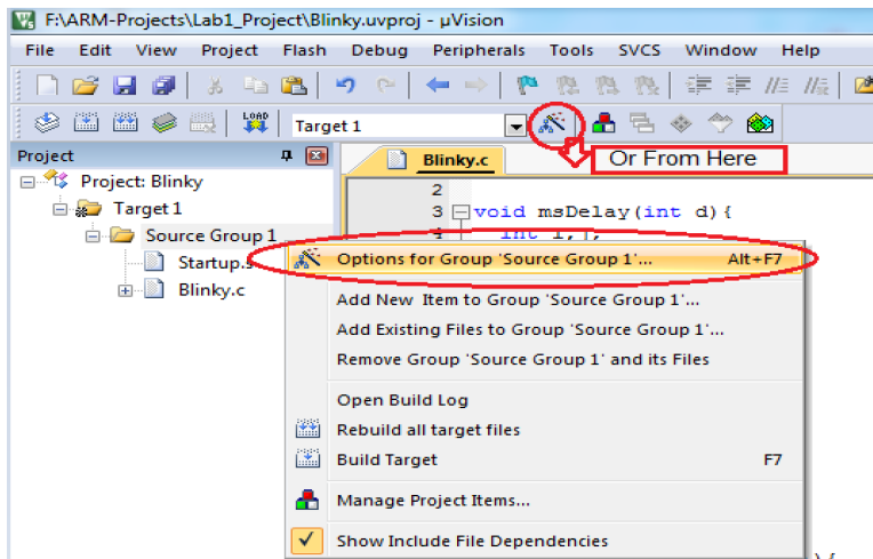 F:\ARM-Projects\Lab1_Project\Blinky.uvproj - µVision
File Edit View Project Flash Debug Peripherals Tools SVCS Window Help
LOAD Target 1
Project
Blinky.c
Or From Here
Project: Blinky
2
Target 1
3 void msDelay(int d){
Source Group 1
4 int
Startup.s
Options for Group 'Source Group 1'... Alt+F7
Blinky.c
Add New Item to Group 'Source Group 1'...
Add Existing Files to Group 'Source Group 1'...
Remove Group 'Source Group 1' and its Files
Open Build Log
Rebuild all target files
Build Target F7
Manage Project Items...
Show Include File Dependencies